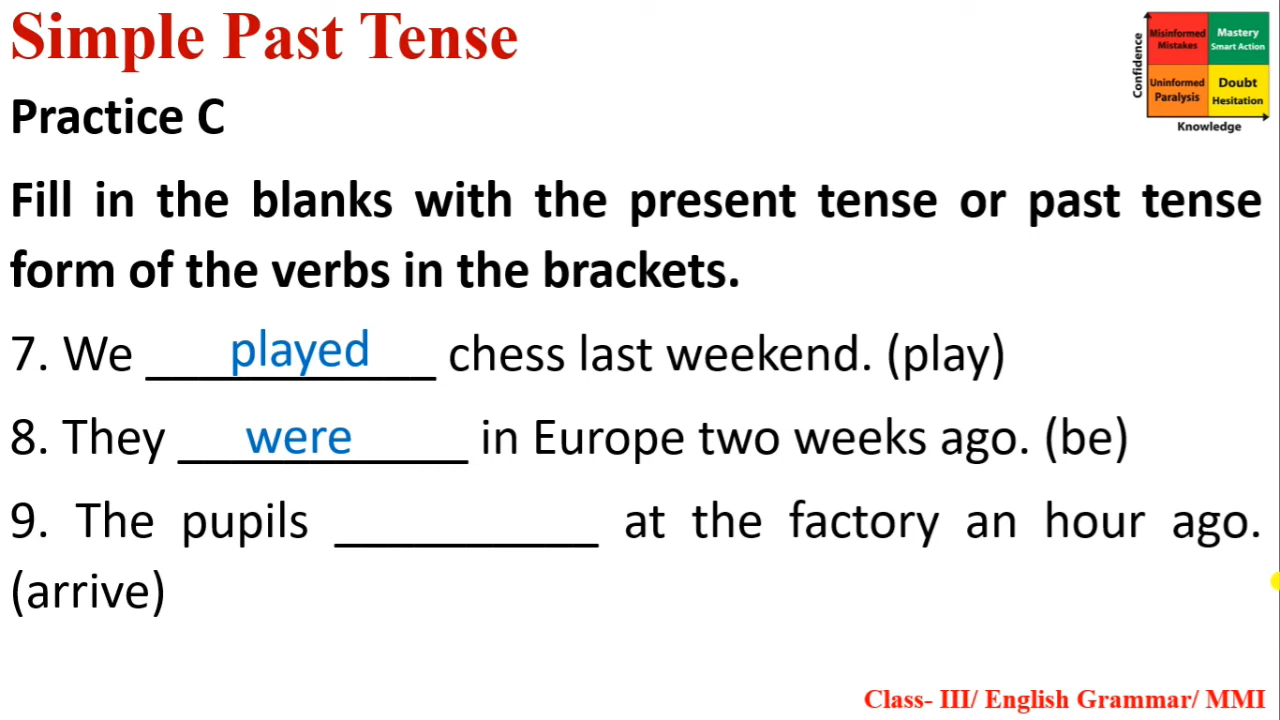 Simple Past Tense
Confidence
Misinformed
Mistakes
Mastery
Smart Action
Uninformed
Paralysis
Doubt
Hesitation
Knowledge
Practice C
Fill in the blanks with the present tense or past tense
form of the verbs in the brackets.
7. We ___________ played chess last weekend. (play)
8. They ___________ were in Europe two weeks ago. (be)
9. The pupils __________ at the factory an hour ago.
(arrive)
Class- III/ English Grammar/ MMI